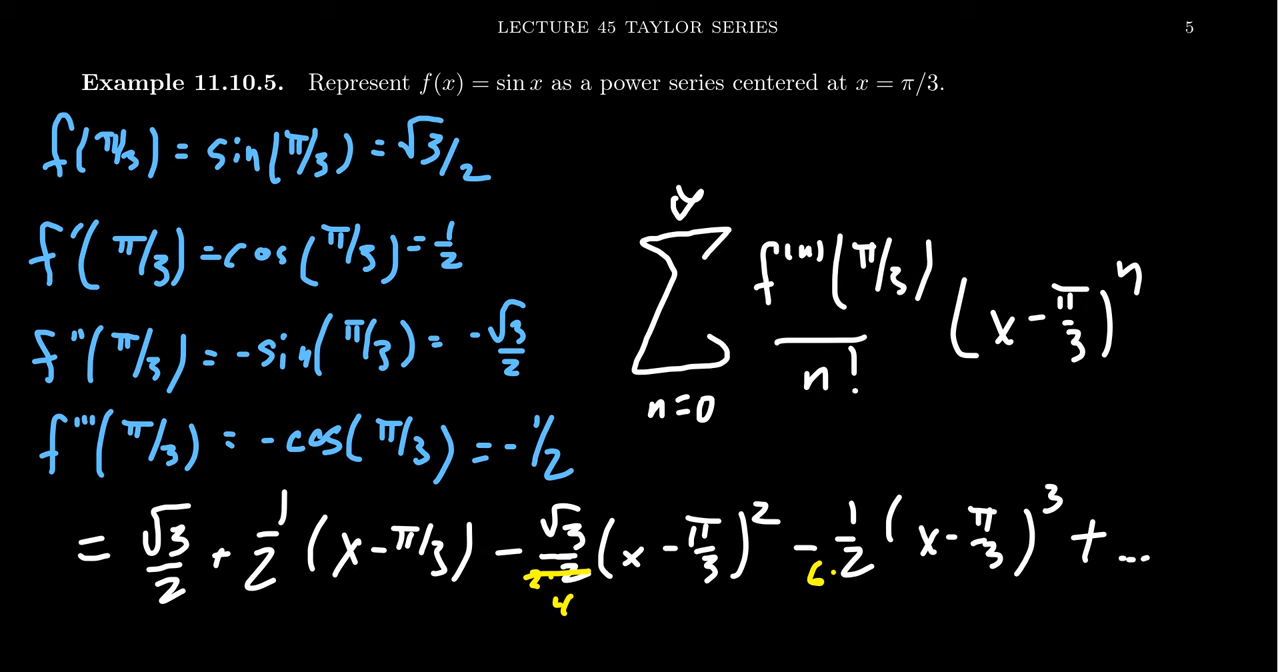 LECTURE 45 TAYLOR SERIES 5
Example 11.10.5. Represent f(x) = sin x as a power series centered at x = π/3.
f(π/3) = sin(π/3) = √3/2
f'(π/3) = cos(π/3) = 1/2
f''(π/3) = -sin(π/3) = -√3/2
f'''(π/3) = -cos(π/3) = -1/2
∞
∑ f⁽ⁿ⁾(π/3)/n! (x - π/3)ⁿ
n=0
= √3/2 + 1/2 (x - π/3) - √3/2·2 (x - π/3)² - 1/6·2 (x - π/3)³ + ...
4